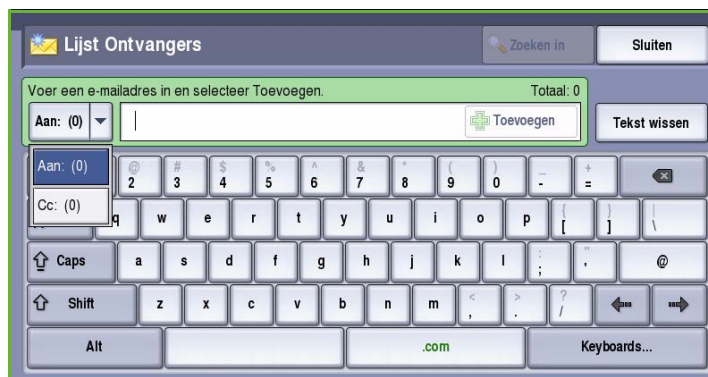 Lijst Ontvangers
Zoeken in
Sluiten
Voer een e-mailadres in en selecteer Toevoegen.
Totaal: 0
Aan: (0)
Toevoegen
Tekst wissen
Aan: (0)
Cc: (0)
@ 2 # 3 $ 4 % 5 ^ 6 & 7 * 8 ( 9 ) 0 _ - + =
q w e r t y u i o p { [ } ] | \
Caps a s d f g h j k l : ; " ' @
Shift z x c v b n m < , > . ? /
Alt .com Keyboards...